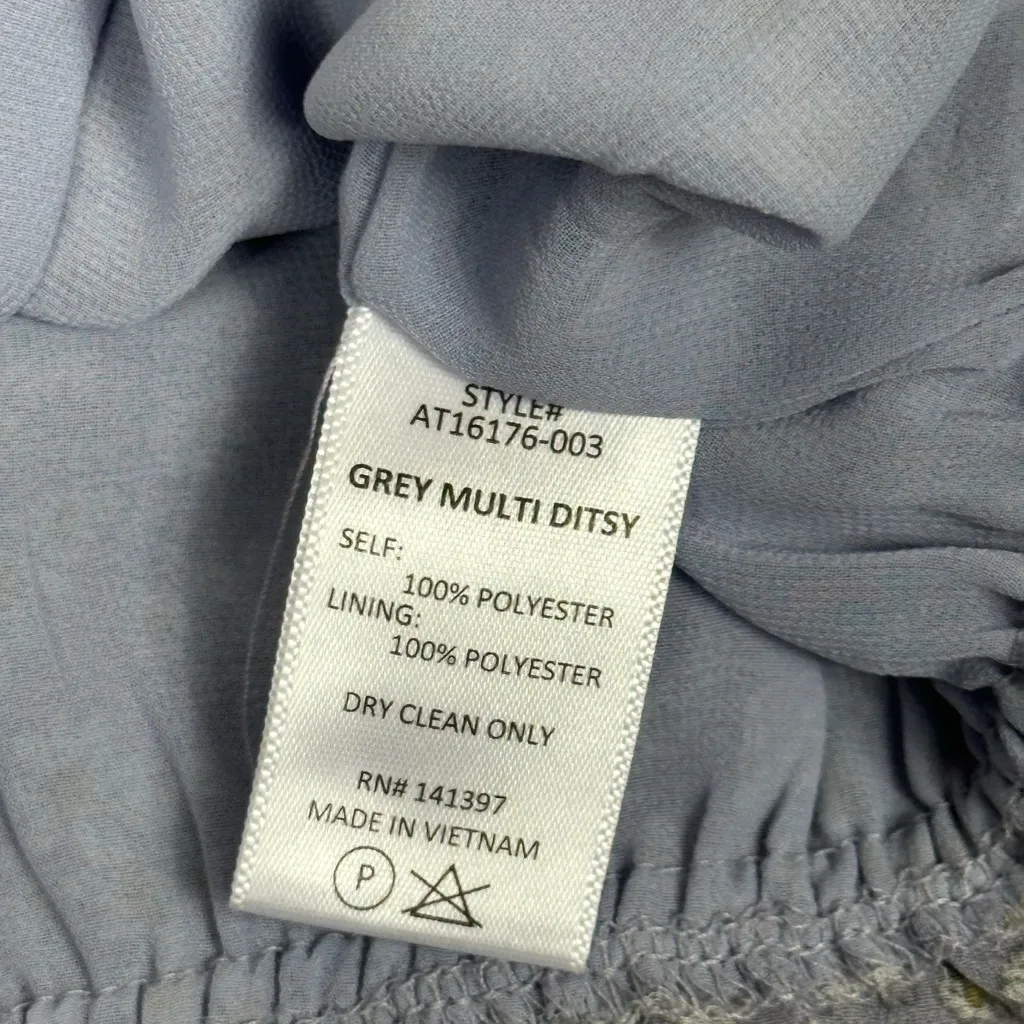 STYLE#
AT16176-003
GREY MULTI DITSY
SELF:
100% POLYESTER
LINING:
100% POLYESTER
DRY CLEAN ONLY
RN# 141397
MADE IN VIETNAM
P